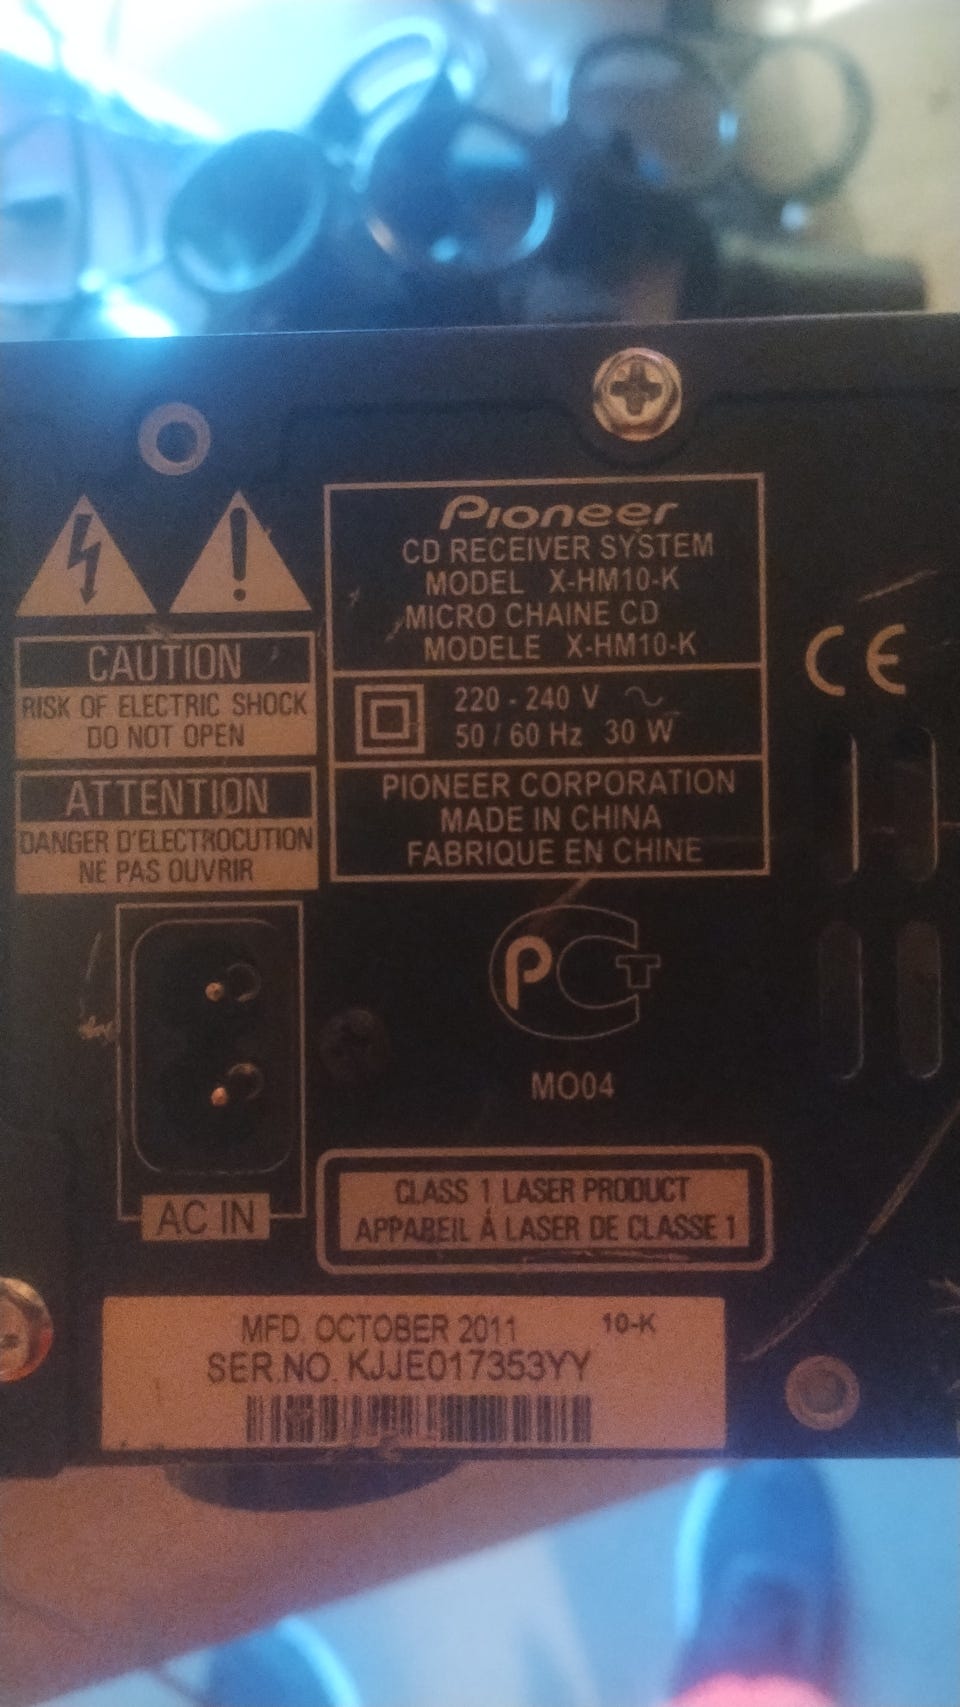 Pioneer
CD RECEIVER SYSTEM
MODEL X-HM10-K
MICRO CHAINE CD
MODELE X-HM10-K
220 - 240 V ~
50 / 60 Hz 30 W
PIONEER CORPORATION
MADE IN CHINA
FABRIQUE EN CHINE
CAUTION
RISK OF ELECTRIC SHOCK
DO NOT OPEN
ATTENTION
DANGER D'ELECTROCUTION
NE PAS OUVRIR
CE
PCT
MO04
AC IN
CLASS 1 LASER PRODUCT
APPAREIL À LASER DE CLASSE 1
MFD. OCTOBER 2011 10-K
SER.NO. KJJE017353YY